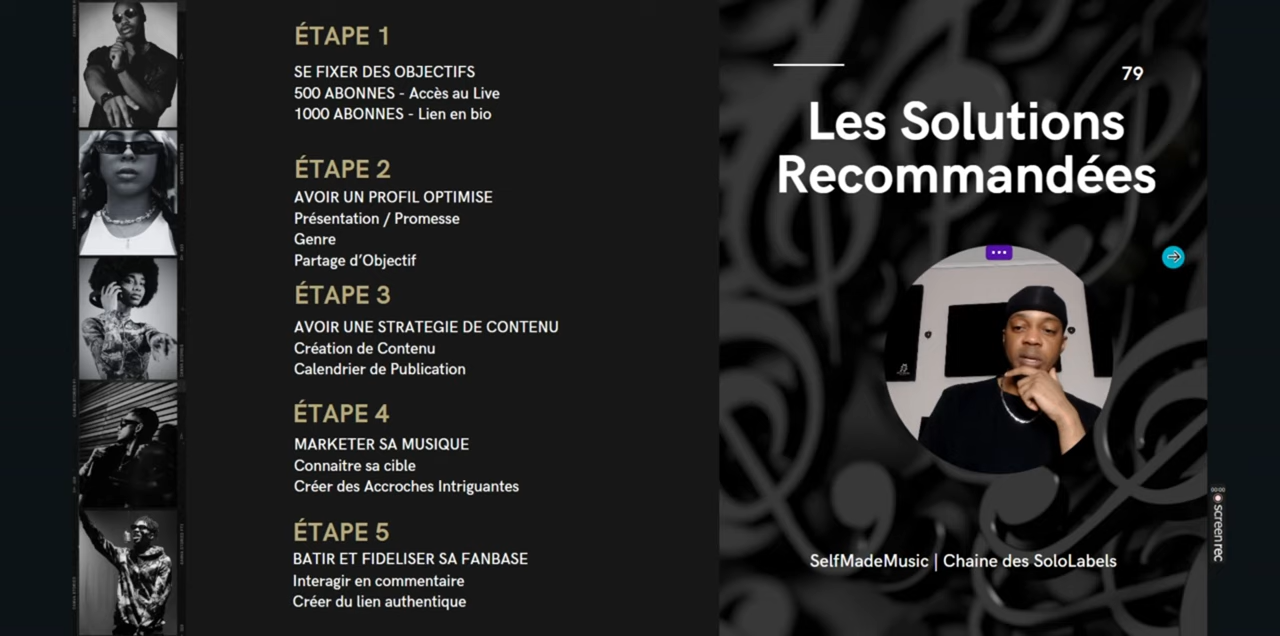 ÉTAPE 1
SE FIXER DES OBJECTIFS
500 ABONNES - Accès au Live
1000 ABONNES - Lien en bio
ÉTAPE 2
AVOIR UN PROFIL OPTIMISE
Présentation / Promesse
Genre
Partage d'Objectif
ÉTAPE 3
AVOIR UNE STRATEGIE DE CONTENU
Création de Contenu
Calendrier de Publication
ÉTAPE 4
MARKETER SA MUSIQUE
Connaitre sa cible
Créer des Accroches Intriguantes
ÉTAPE 5
BATIR ET FIDELISER SA FANBASE
Interagir en commentaire
Créer du lien authentique
79
Les Solutions
Recommandées
SelfMadeMusic | Chaine des SoloLabels
00:00
screenrec